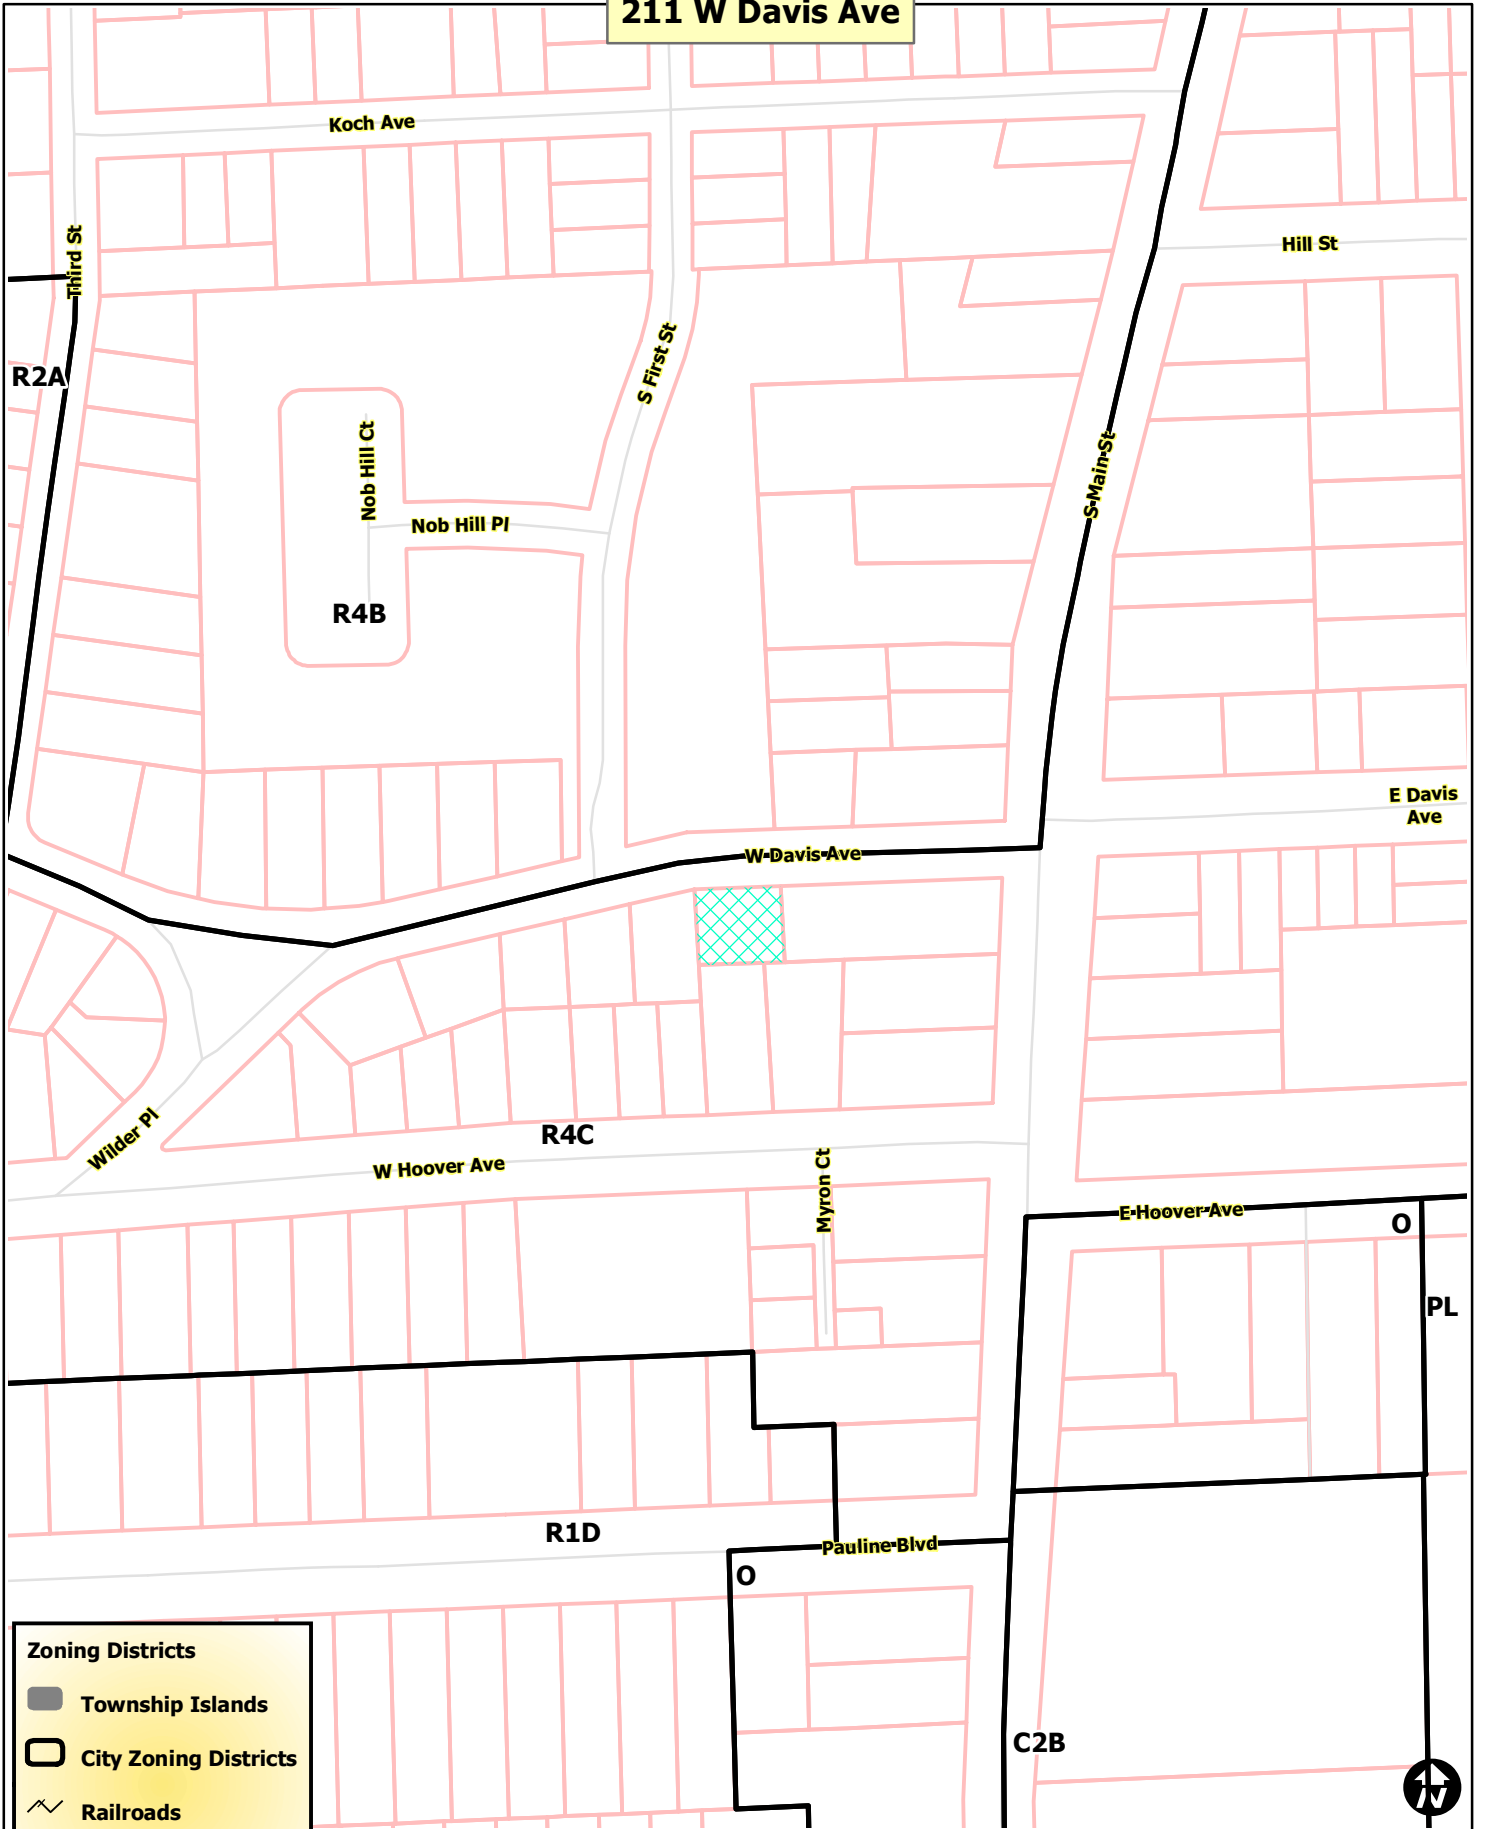 211 W Davis Ave
Koch Ave
Third St
Hill St
S First St
R2A
Nob Hill Ct
S Main St
Nob Hill Pl
R4B
E Davis
Ave
W Davis Ave
Wilder Pl
R4C
W Hoover Ave
Myron Ct
E Hoover Ave
O
PL
R1D
Pauline Blvd
O
C2B
Zoning Districts
Township Islands
City Zoning Districts
Railroads
N